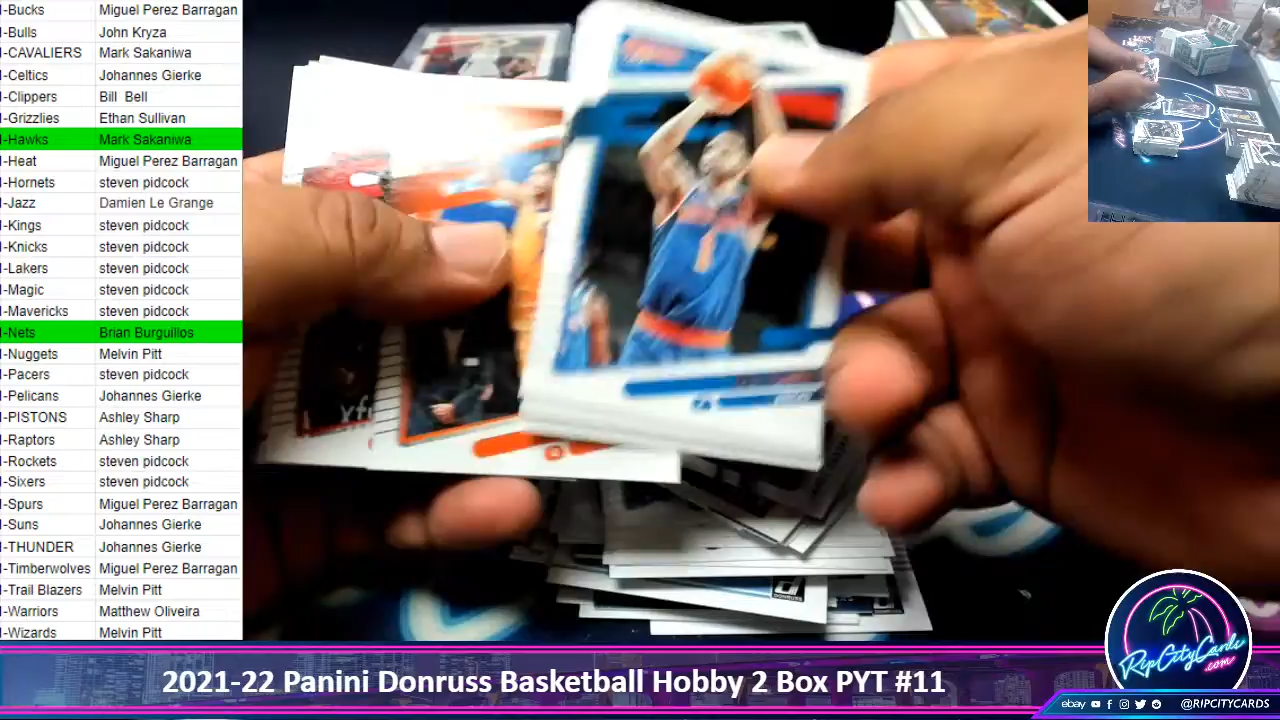 I-Bucks Miguel Perez Barragan
I-Bulls John Kryza
I-CAVALIERS Mark Sakaniwa
I-Celtics Johannes Gierke
I-Clippers Bill Bell
I-Grizzlies Ethan Sullivan
I-Hawks Mark Sakaniwa
I-Heat Miguel Perez Barragan
I-Hornets steven pidcock
I-Jazz Damien Le Grange
I-Kings steven pidcock
I-Knicks steven pidcock
I-Lakers steven pidcock
I-Magic steven pidcock
I-Mavericks steven pidcock
I-Nets Brian Burguillos
I-Nuggets Melvin Pitt
I-Pacers steven pidcock
I-Pelicans Johannes Gierke
I-PISTONS Ashley Sharp
I-Raptors Ashley Sharp
I-Rockets steven pidcock
I-Sixers steven pidcock
I-Spurs Miguel Perez Barragan
I-Suns Johannes Gierke
I-THUNDER Johannes Gierke
I-Timberwolves Miguel Perez Barragan
I-Trail Blazers Melvin Pitt
I-Warriors Matthew Oliveira
I-Wizards Melvin Pitt
1
DONRUSS
2021-22 Panini Donruss Basketball Hobby 2 Box PYT #11
RipCityCards
.com
ebay @RIPCITYCARDS